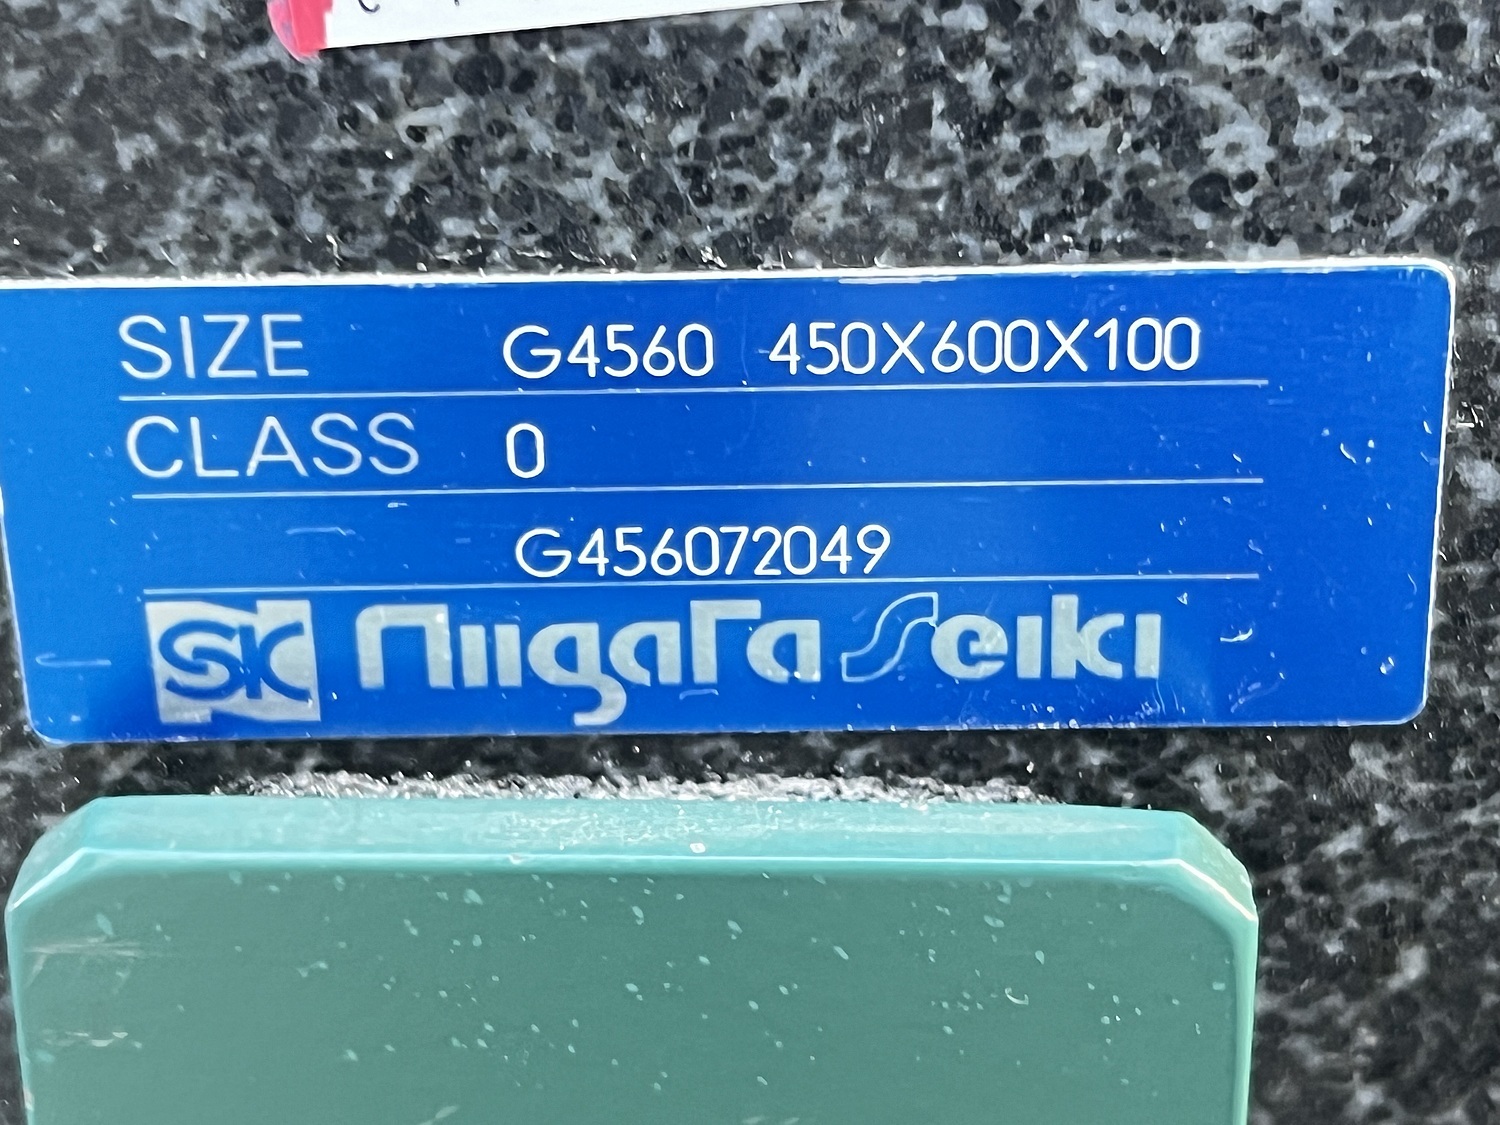 SIZE G4560 450X600X100
CLASS 0
G456072049
SK Niigata Seiki